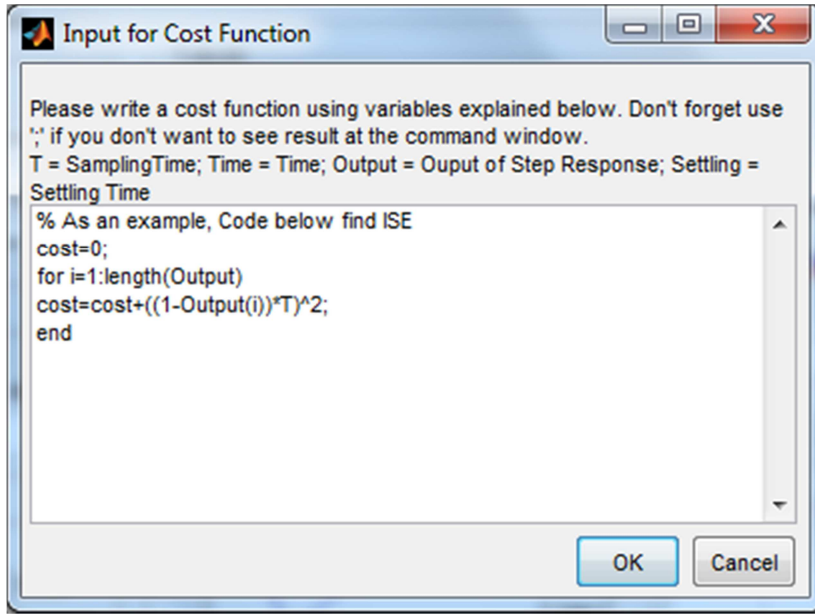 Input for Cost Function
Please write a cost function using variables explained below. Don't forget use
';' if you don't want to see result at the command window.
T = SamplingTime; Time = Time; Output = Ouput of Step Response; Settling =
Settling Time
% As an example, Code below find ISE
cost=0;
for i=1:length(Output)
cost=cost+((1-Output(i))*T)^2;
end
OK
Cancel